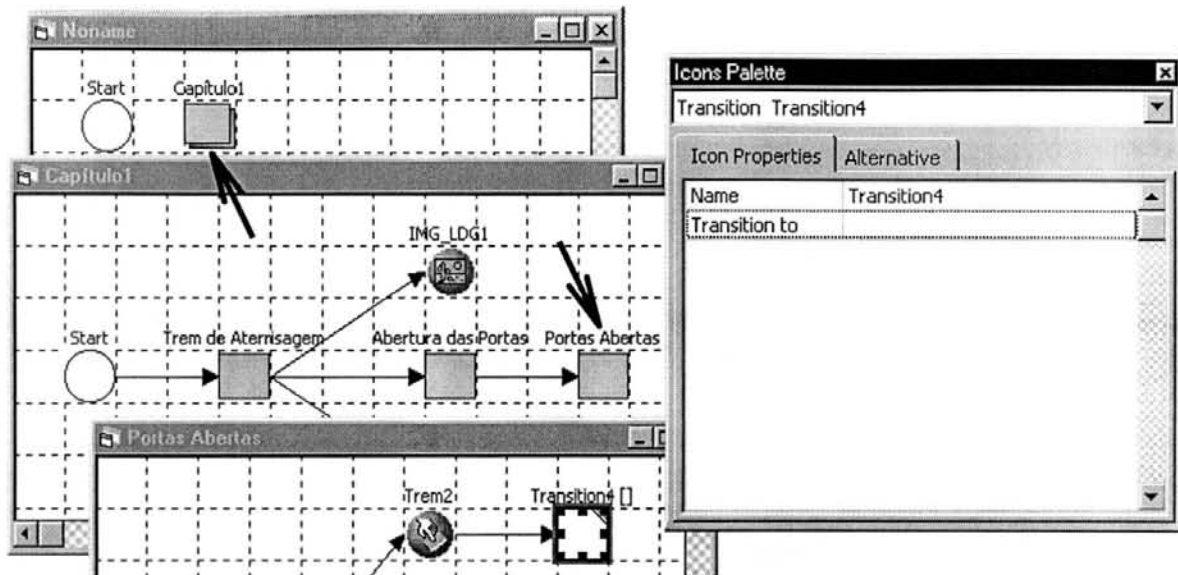 Noname
Start
Capítulo1
Capítulo1
IMG_LDG1
Start
Trem de Aterrisagem
Abertura das Portas
Portas Abertas
Portas Abertas
Trem2
Transition4 []
Icons Palette
Transition Transition4
Icon Properties
Alternative
Name
Transition4
Transition to